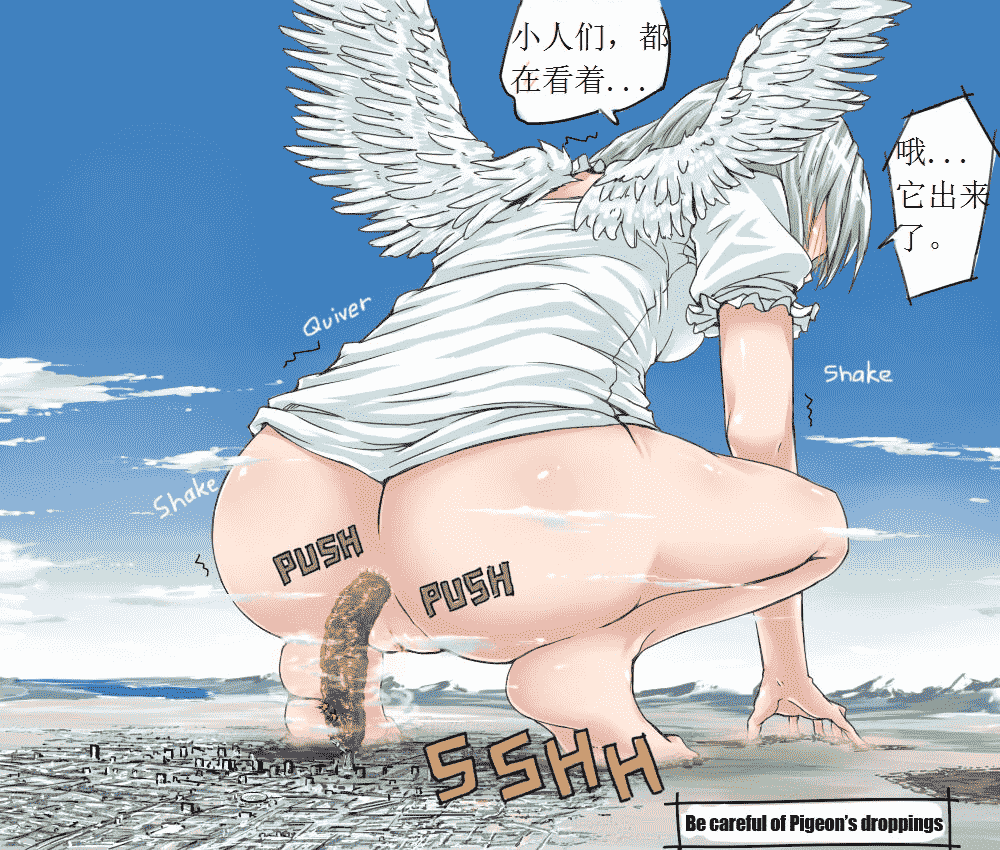 小人们，都
在看着...
哦...
它出来
了。
Quiver
Shake
Shake
PUSH
PUSH
SSHH
Be careful of Pigeon's droppings